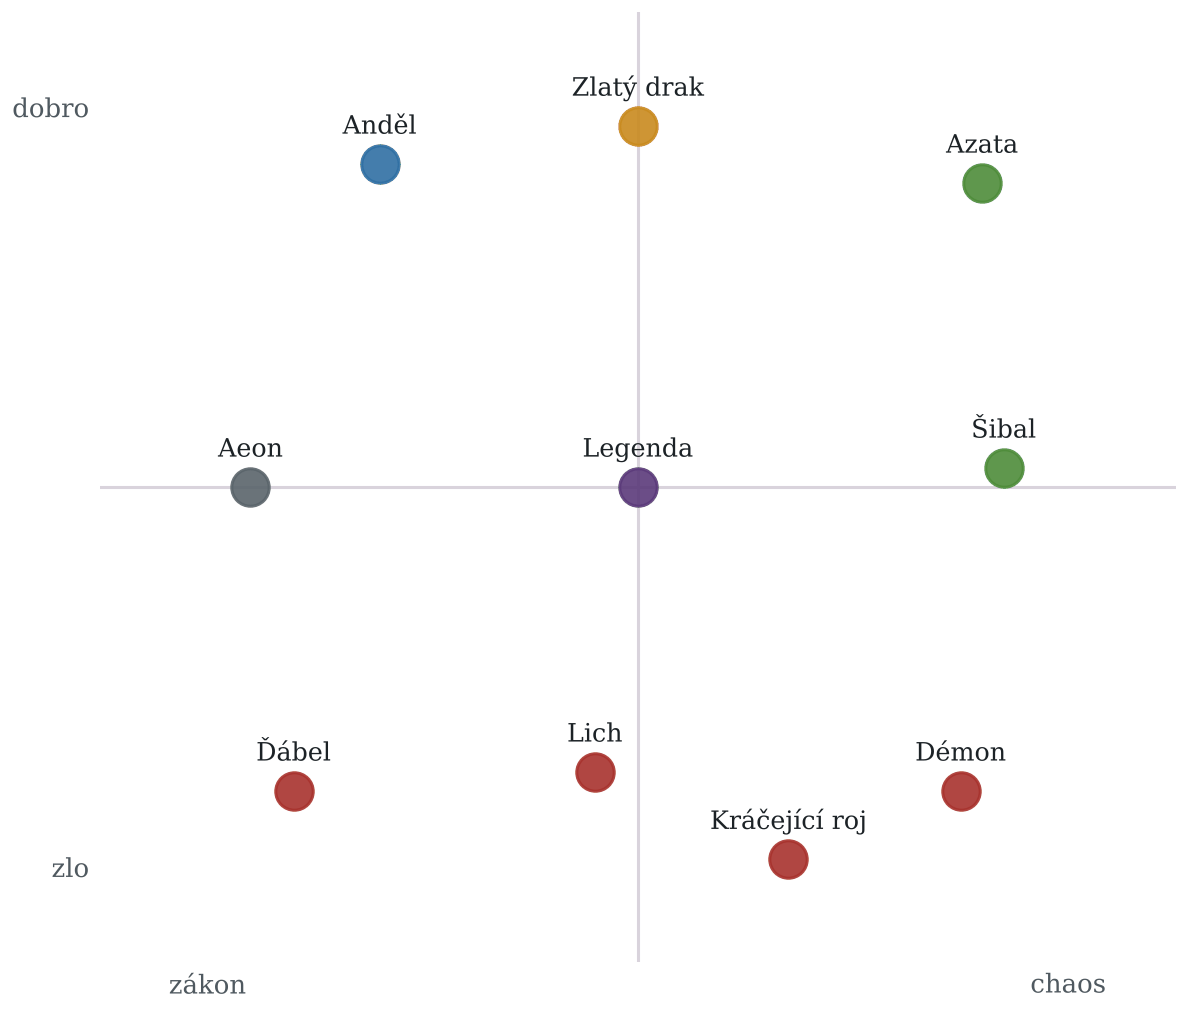 Zlatý drak
dobro
Anděl
Azata
Šibal
Aeon
Legenda
Lich
Ďábel
Démon
Kráčející roj
zlo
zákon
chaos